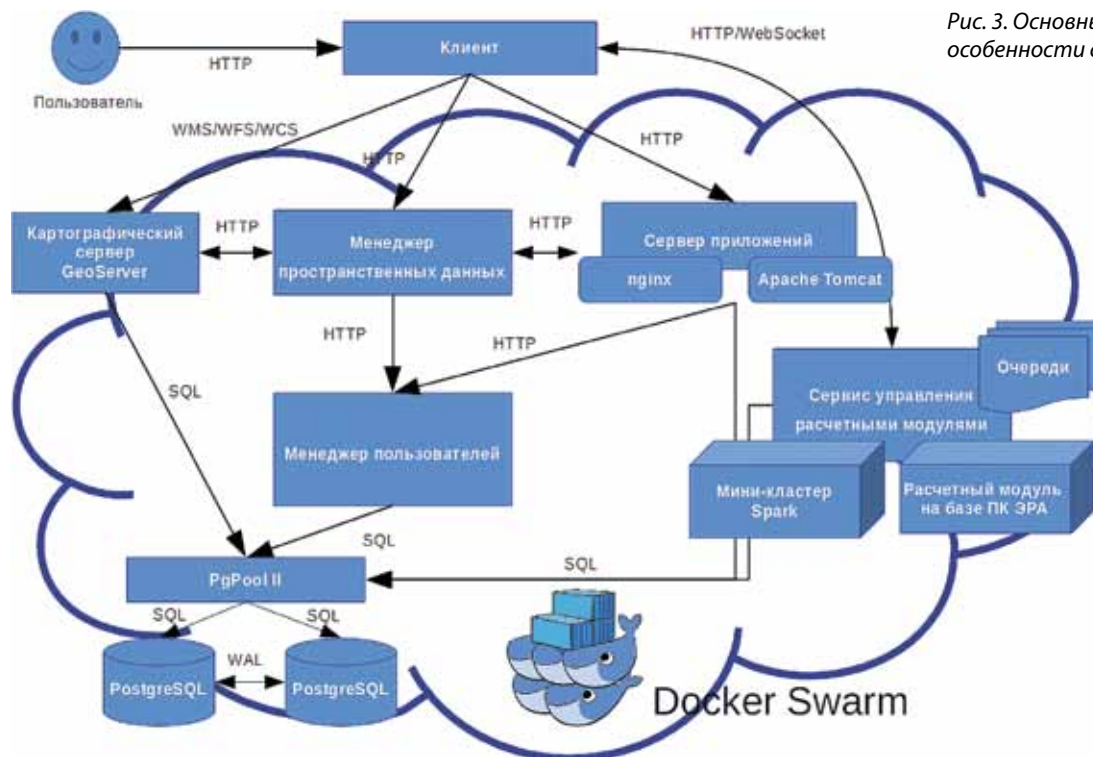 Рис. 3. Основны
особенности
HTTP/WebSocket
Клиент
HTTP
Пользователь
WMS/WFS/WCS
HTTP
HTTP
Картографический
сервер
GeoServer
HTTP
Менеджер
пространственных данных
HTTP
Сервер приложений
nginx
Apache Tomcat
HTTP
HTTP
Очереди
SQL
Сервис управления
расчетными модулями
Менеджер пользователей
Мини-кластер
Spark
Расчетный модуль
на базе ПК ЭРА
SQL
SQL
PgPool II
SQL
SQL
WAL
PostgreSQL
PostgreSQL
Docker Swarm